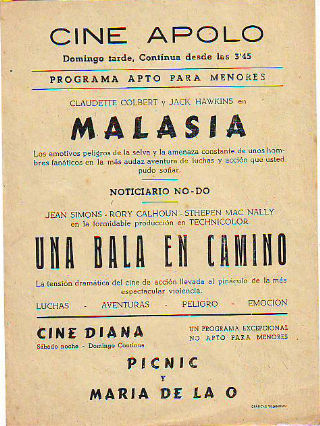 CINE APOLO
Domingo tarde, Contínua desde las 3'45
PROGRAMA APTO PARA MENORES
CLAUDETTE COLBERT y JACK HAWKINS en
MALASIA
Los emotivos peligros de la selva y la amenaza constante de unos hom-
bres fanáticos en la más audaz aventura de luchas y acción que usted
pudo soñar.
NOTICIARIO NO-DO
JEAN SIMONS - RORY CALHOUN - STHEPEN MAC NALLY
en la formidable producción en TECHNICOLOR
UNA BALA EN CAMINO
La tensión dramática del cine de acción llevada al pináculo de la más
espectacular violencia.
LUCHAS - AVENTURAS - PELIGRO - EMOCION
CINE DIANA
Sábado noche - Domingo Contínua
UN PROGRAMA EXCEPCIONAL
NO APTO PARA MENORES
PICNIC
Y
MARIA DE LA O